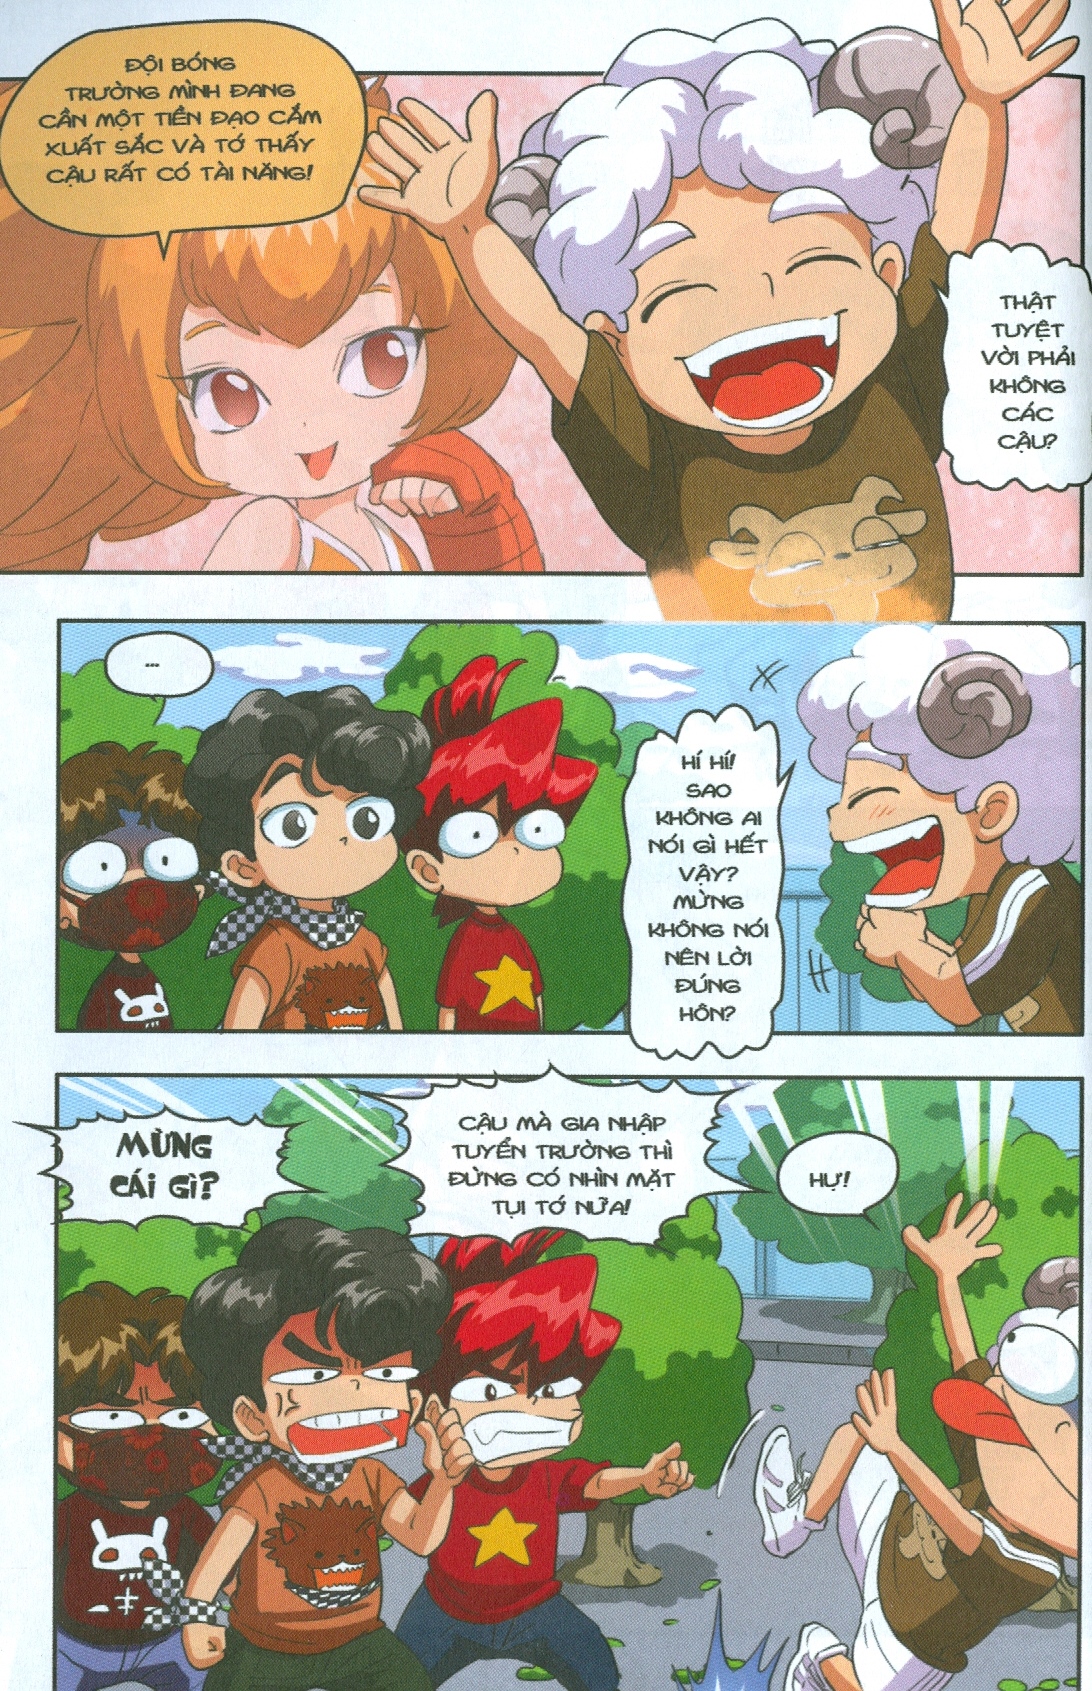 ĐỘI BÓNG
TRƯỜNG MÌNH ĐANG
CẦN MỘT TIỀN ĐẠO CẮM
XUẤT SẮC VÀ TỚ THẤY
CẬU RẤT CÓ TÀI NĂNG!
THẬT
TUYỆT
VỜI PHẢI
KHÔNG
CÁC
CẬU?
...
HÍ HÍ!
SAO
KHÔNG AI
NÓI GÌ HẾT
VẬY?
MỪNG
KHÔNG NÓI
NÊN LỜI
ĐÚNG
HÔN?
MỪNG
CÁI GÌ?
CẬU MÀ GIA NHẬP
TUYỂN TRƯỜNG THÌ
ĐỪNG CÓ NHÌN MẶT
TỤI TỚ NỮA!
HỰ!